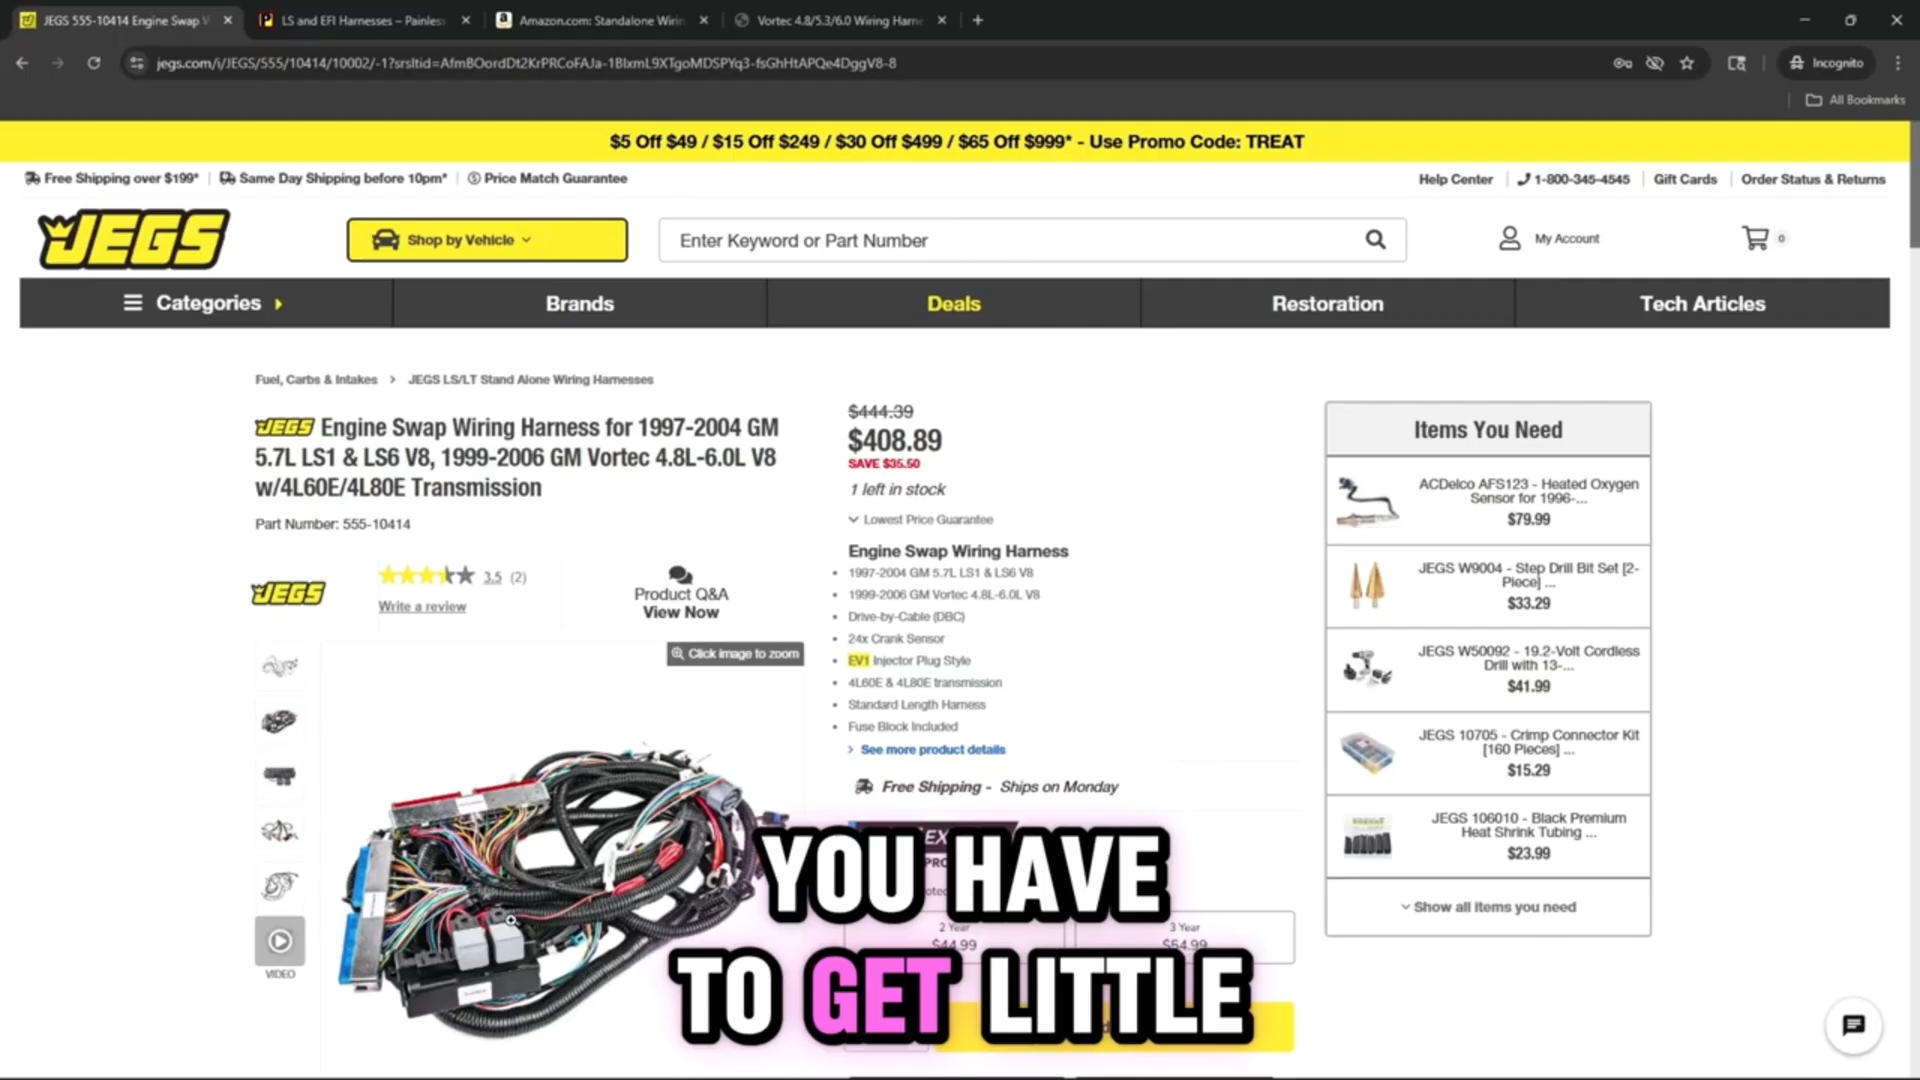 JEGS 555-10414 Engine Swap W
LS and EFI Harnesses – Painless
Amazon.com: Standalone Wirin
Vortec 4.8/5.3/6.0 Wiring Harne
jegs.com/i/JEGS/555/10414/10002/-1?srsltid=AfmBOordDt2KrPRCoFAJa-1BIxmL9XTgoMDSPYq3-fsGhHtAPQe4DggV8-8
Incognito
All Bookmarks
$5 Off $49 / $15 Off $249 / $30 Off $499 / $65 Off $999* - Use Promo Code: TREAT
Free Shipping over $199*
Same Day Shipping before 10pm*
Price Match Guarantee
Help Center
1-800-345-4545
Gift Cards
Order Status & Returns
JEGS
Shop by Vehicle
Enter Keyword or Part Number
My Account
0
Categories
Brands
Deals
Restoration
Tech Articles
Fuel, Carbs & Intakes > JEGS LS/LT Stand Alone Wiring Harnesses
JEGS Engine Swap Wiring Harness for 1997-2004 GM
5.7L LS1 & LS6 V8, 1999-2006 GM Vortec 4.8L-6.0L V8
w/4L60E/4L80E Transmission
Part Number: 555-10414
JEGS
3.5 (2)
Write a review
Product Q&A
View Now
Click image to zoom
VIDEO
$444.39
$408.89
SAVE $35.50
1 left in stock
Lowest Price Guarantee
Engine Swap Wiring Harness
• 1997-2004 GM 5.7L LS1 & LS6 V8
• 1999-2006 GM Vortec 4.8L-6.0L V8
• Drive-by-Cable (DBC)
• 24x Crank Sensor
• EV1 Injector Plug Style
• 4L60E & 4L80E transmission
• Standard Length Harness
• Fuse Block Included
See more product details
Free Shipping - Ships on Monday
2 Year
$44.99
3 Year
$54.99
YOU HAVE
TO GET LITTLE
Items You Need
ACDelco AFS123 - Heated Oxygen
Sensor for 1996-...
$79.99
JEGS W9004 - Step Drill Bit Set [2-
Piece] ...
$33.29
JEGS W50092 - 19.2-Volt Cordless
Drill with 13-...
$41.99
JEGS 10705 - Crimp Connector Kit
[160 Pieces] ...
$15.29
JEGS 106010 - Black Premium
Heat Shrink Tubing ...
$23.99
Show all items you need